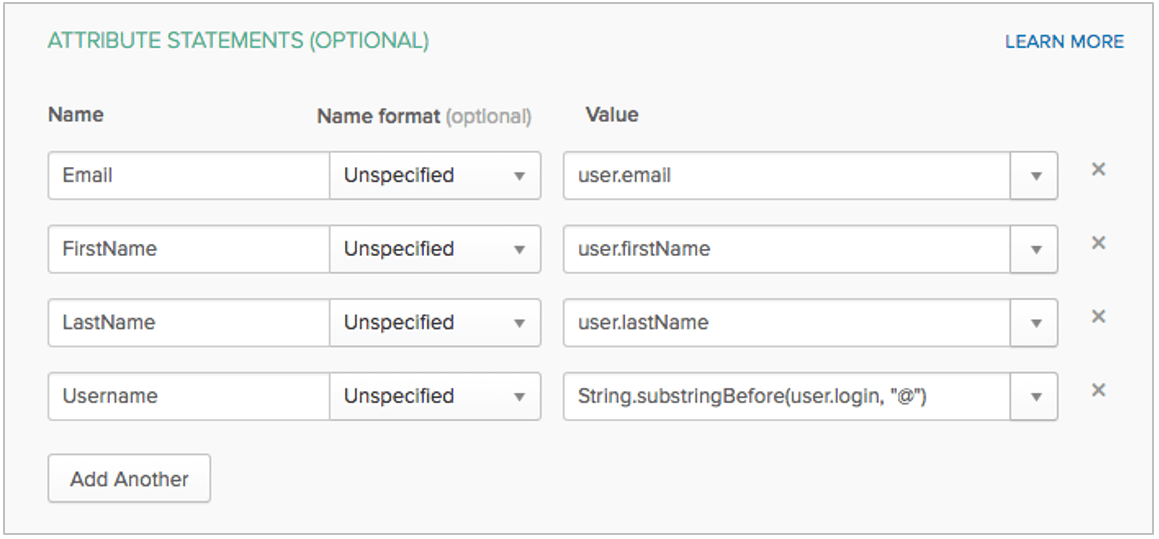 ATTRIBUTE STATEMENTS (OPTIONAL) LEARN MORE
Name Name format (optional) Value
Email Unspecified user.email
FirstName Unspecified user.firstName
LastName Unspecified user.lastName
Username Unspecified String.substringBefore(user.login, "@")
Add Another